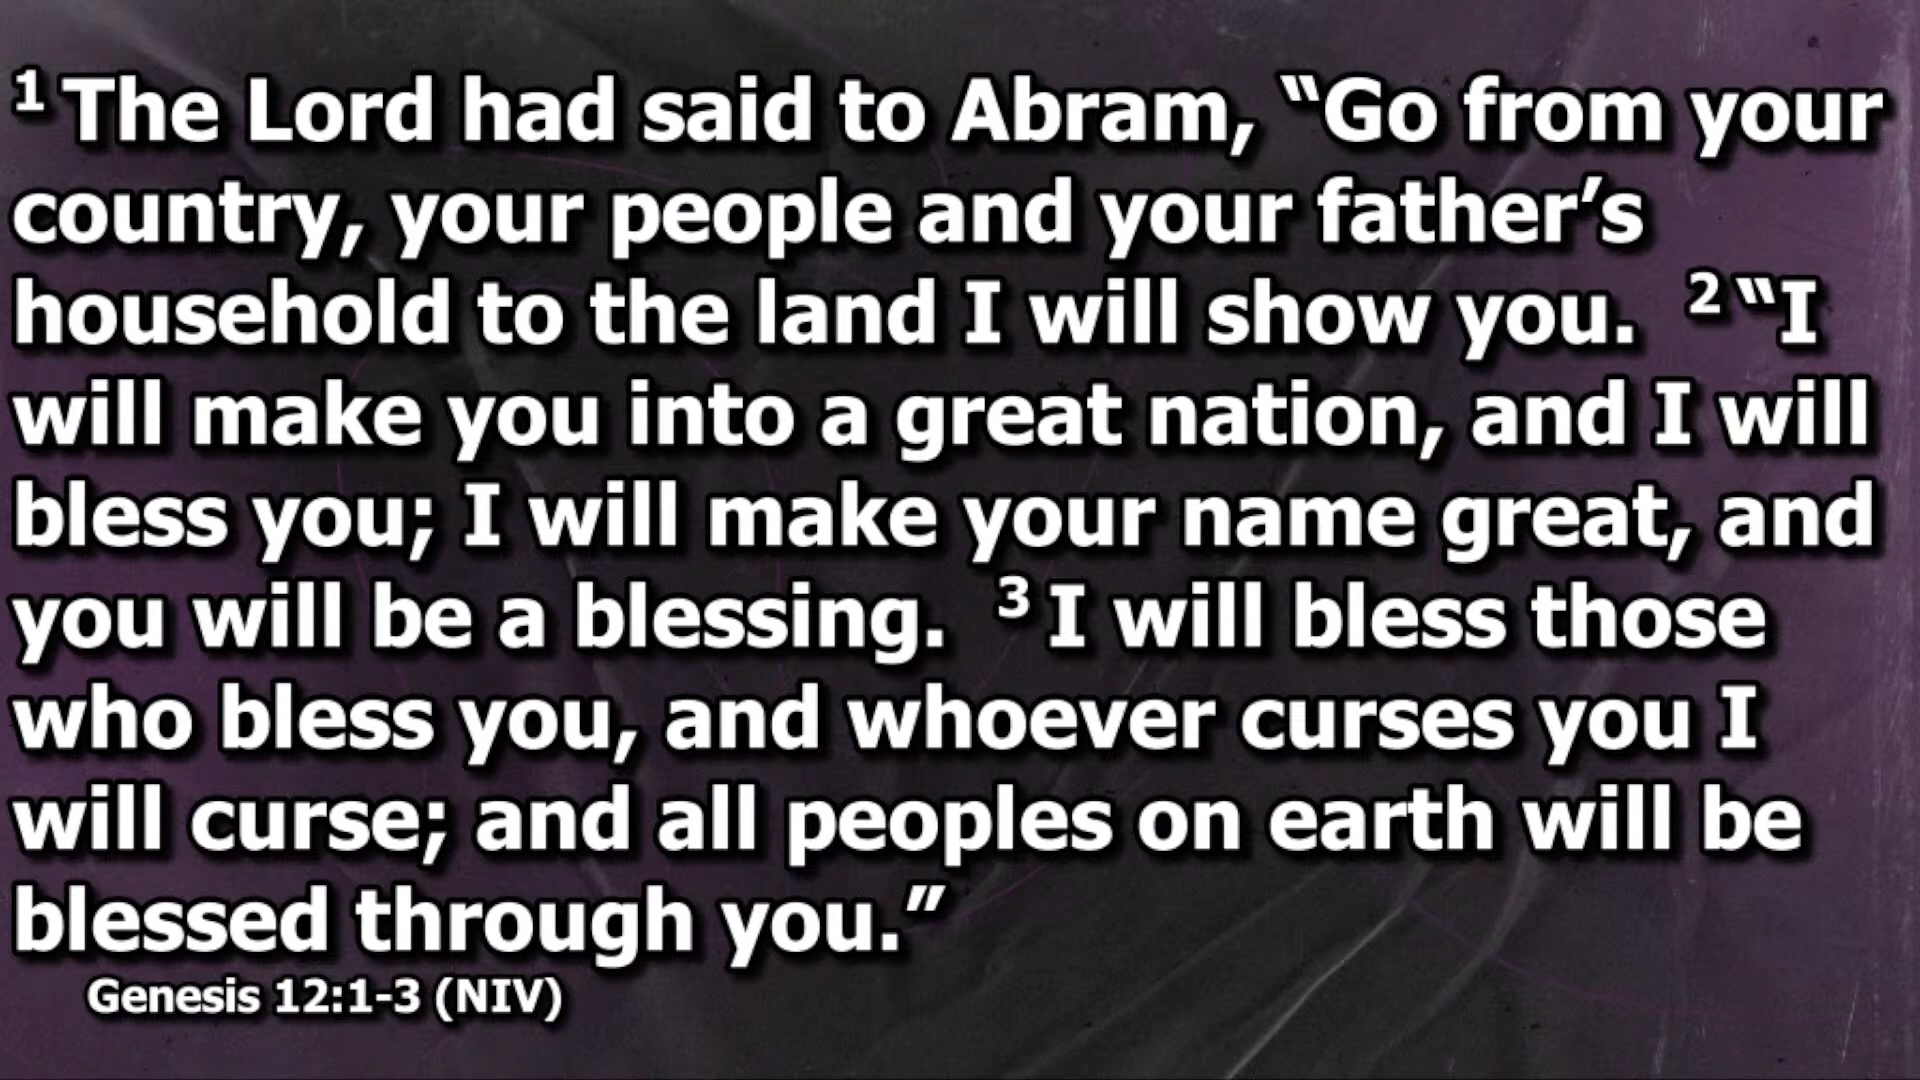 ¹ The Lord had said to Abram, “Go from your
country, your people and your father’s
household to the land I will show you. ² “I
will make you into a great nation, and I will
bless you; I will make your name great, and
you will be a blessing. ³ I will bless those
who bless you, and whoever curses you I
will curse; and all peoples on earth will be
blessed through you.”
Genesis 12:1-3 (NIV)